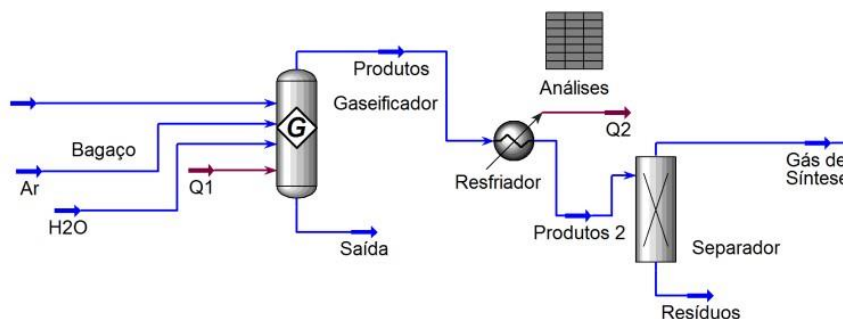 Produtos
Análises
Gaseificador
G
Bagaço
Ar
Q1
H2O
Saída
Q2
Resfriador
Produtos 2
Gás de
Síntese
Separador
Resíduos